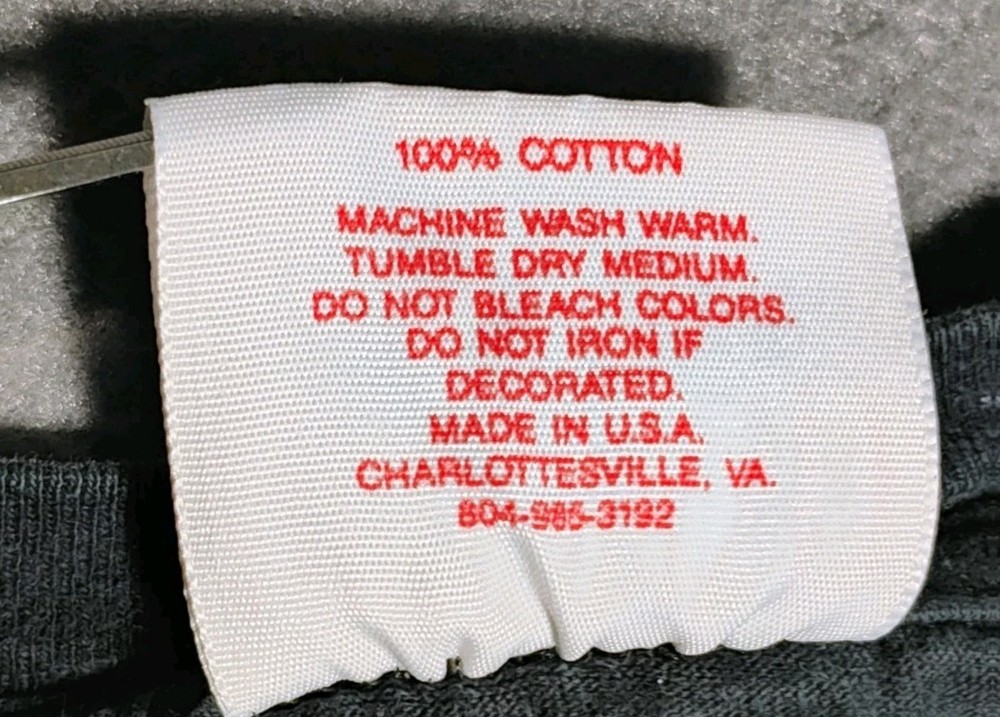 100% COTTON
MACHINE WASH WARM.
TUMBLE DRY MEDIUM.
DO NOT BLEACH COLORS.
DO NOT IRON IF
DECORATED.
MADE IN U.S.A.
CHARLOTTESVILLE, VA.
804-985-3192